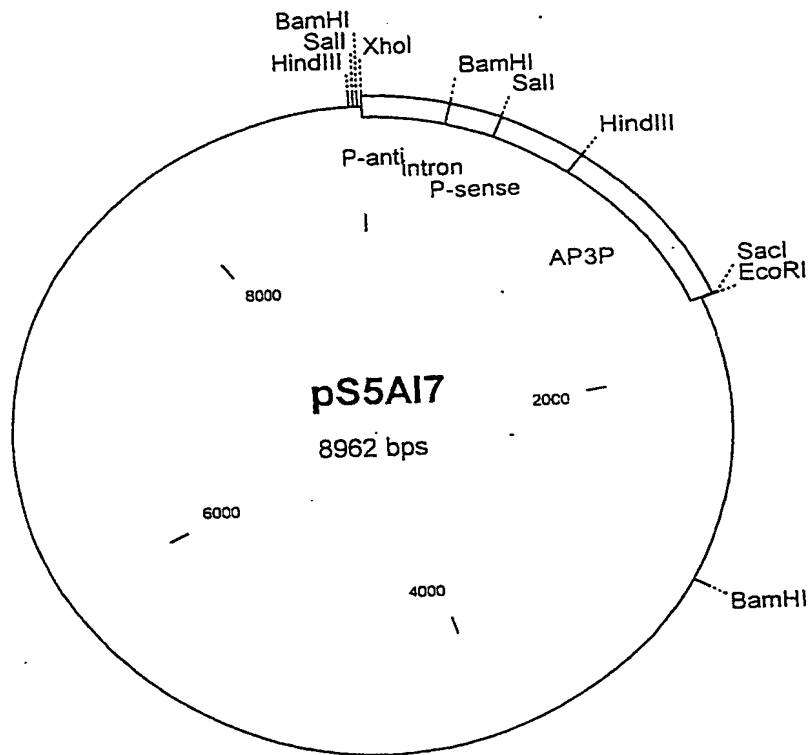 BamHI
SalI
HindIII
XhoI
BamHI
SalI
HindIII
P-anti
intron
P-sense
AP3P
SacI
EcoRI
8000
2000
pS5AI7
8962 bps
6000
4000
BamHI